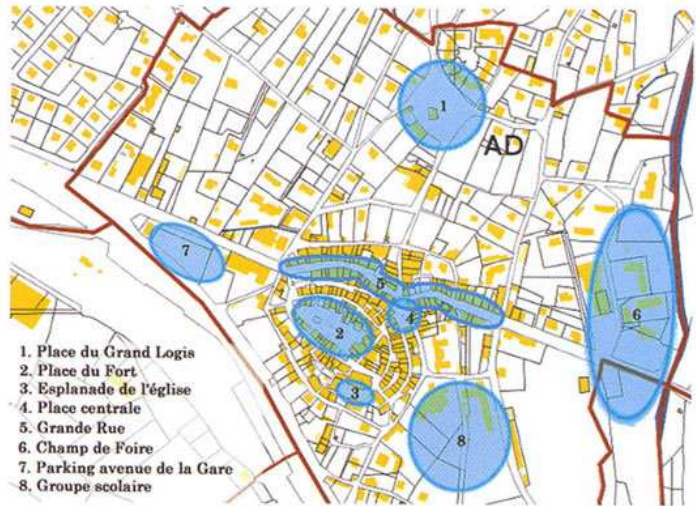 1
AD
7
5
4
2
6
3
8
1. Place du Grand Logis
2. Place du Fort
3. Esplanade de l'église
4. Place centrale
5. Grande Rue
6. Champ de Foire
7. Parking avenue de la Gare
8. Groupe scolaire